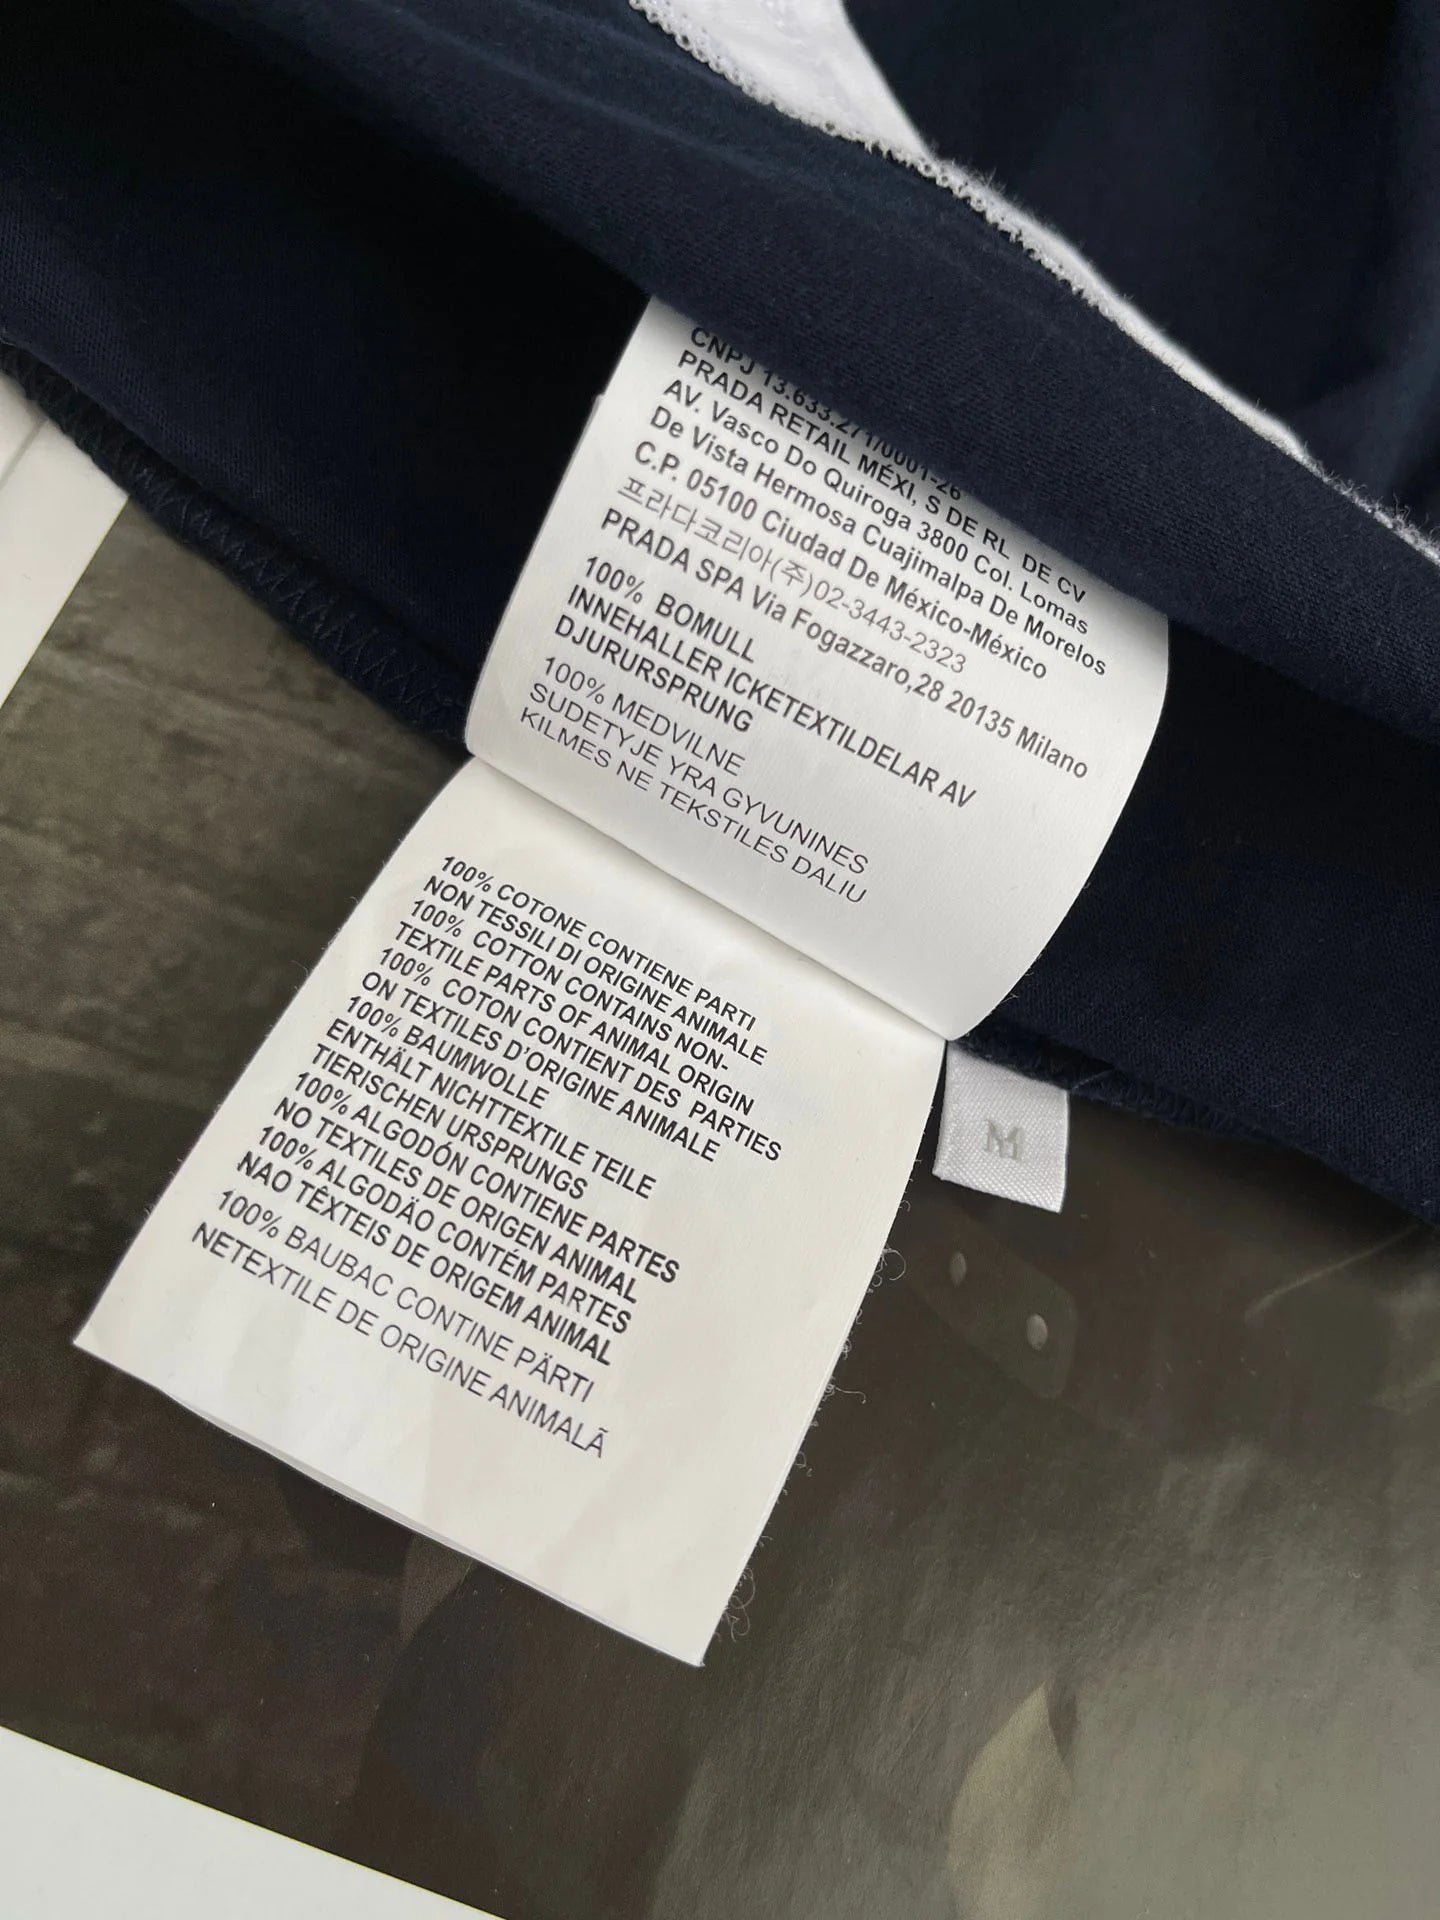 CNPJ 13.633.271/0001-26
PRADA RETAIL MÉXI, S DE RL DE CV
AV. Vasco Do Quiroga 3800 Col. Lomas
De Vista Hermosa Cuajimalpa De Morelos
C.P. 05100 Ciudad De México-México
프라다코리아(주)02-3443-2323
PRADA SPA Via Fogazzaro,28 20135 Milano
100% BOMULL
INNEHALLER ICKETEXTILDELAR AV
DJURURSPRUNG
100% MEDVILNE
SUDETYJE YRA GYVUNINES
KILMES NE TEKSTILES DALIU
100% COTONE CONTIENE PARTI
NON TESSILI DI ORIGINE ANIMALE
100% COTTON CONTAINS NON-
TEXTILE PARTS OF ANIMAL ORIGIN
100% COTON CONTIENT DES PARTIES
ON TEXTILES D'ORIGINE ANIMALE
100% BAUMWOLLE
ENTHÄLT NICHTTEXTILE TEILE
TIERISCHEN URSPRUNGS
100% ALGODÓN CONTIENE PARTES
NO TEXTILES DE ORIGEN ANIMAL
100% ALGODÄO CONTÉM PARTES
NAO TÊXTEIS DE ORIGEM ANIMAL
100% BAUBAC CONTINE PÄRTI
NETEXTILE DE ORIGINE ANIMALÃ
M